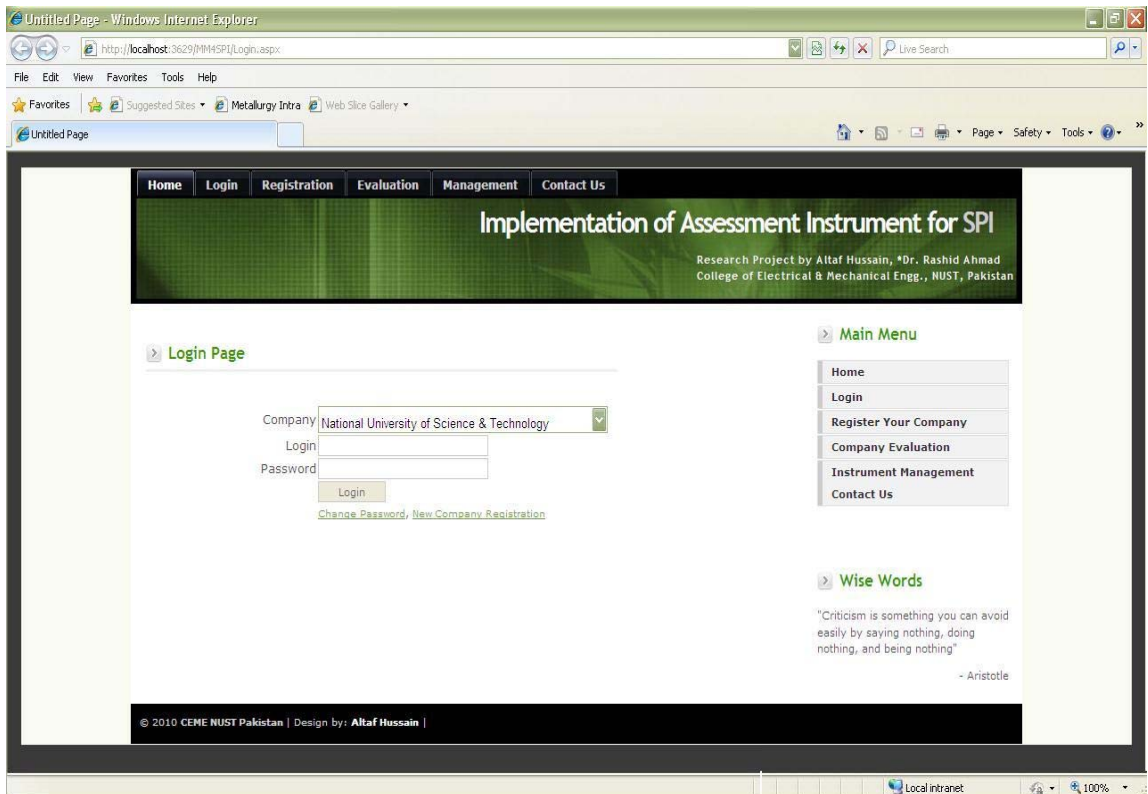 Untitled Page - Windows Internet Explorer
http://localhost:3629/MM4SPI/Login.aspx
Live Search
File Edit View Favorites Tools Help
Favorites Suggested Sites Metallurgy Intra Web Slice Gallery
Untitled Page
Page Safety Tools »
Home Login Registration Evaluation Management Contact Us
Implementation of Assessment Instrument for SPI
Research Project by Altaf Hussain, *Dr. Rashid Ahmad
College of Electrical & Mechanical Engg., NUST, Pakistan
Login Page
Company National University of Science & Technology
Login
Password
Login
Change Password, New Company Registration
Main Menu
Home
Login
Register Your Company
Company Evaluation
Instrument Management
Contact Us
Wise Words
"Criticism is something you can avoid
easily by saying nothing, doing
nothing, and being nothing"
- Aristotle
© 2010 CEME NUST Pakistan | Design by: Altaf Hussain |
Local intranet 100%